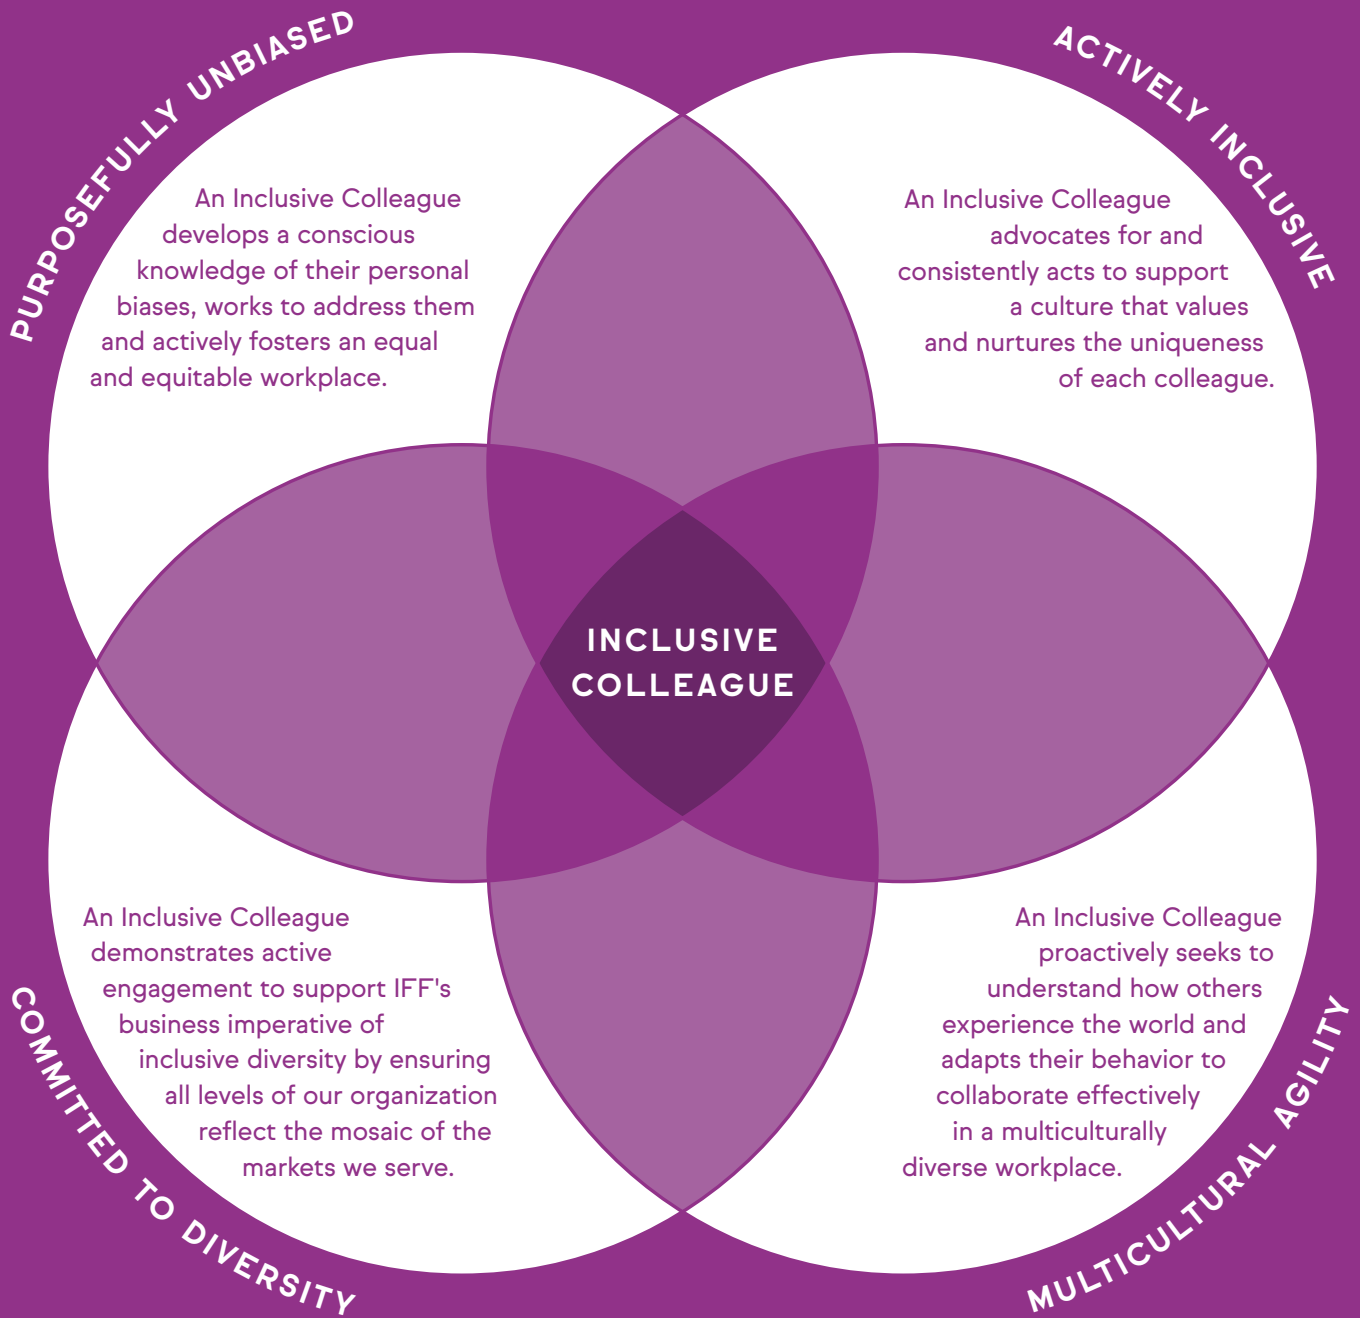 PURPOSEFULLY UNBIASED
An Inclusive Colleague
develops a conscious
knowledge of their personal
biases, works to address them
and actively fosters an equal
and equitable workplace.
ACTIVELY INCLUSIVE
An Inclusive Colleague
advocates for and
consistently acts to support
a culture that values
and nurtures the uniqueness
of each colleague.
INCLUSIVE
COLLEAGUE
COMMITTED TO DIVERSITY
An Inclusive Colleague
demonstrates active
engagement to support IFF's
business imperative of
inclusive diversity by ensuring
all levels of our organization
reflect the mosaic of the
markets we serve.
MULTICULTURAL AGILITY
An Inclusive Colleague
proactively seeks to
understand how others
experience the world and
adapts their behavior to
collaborate effectively
in a multiculturally
diverse workplace.